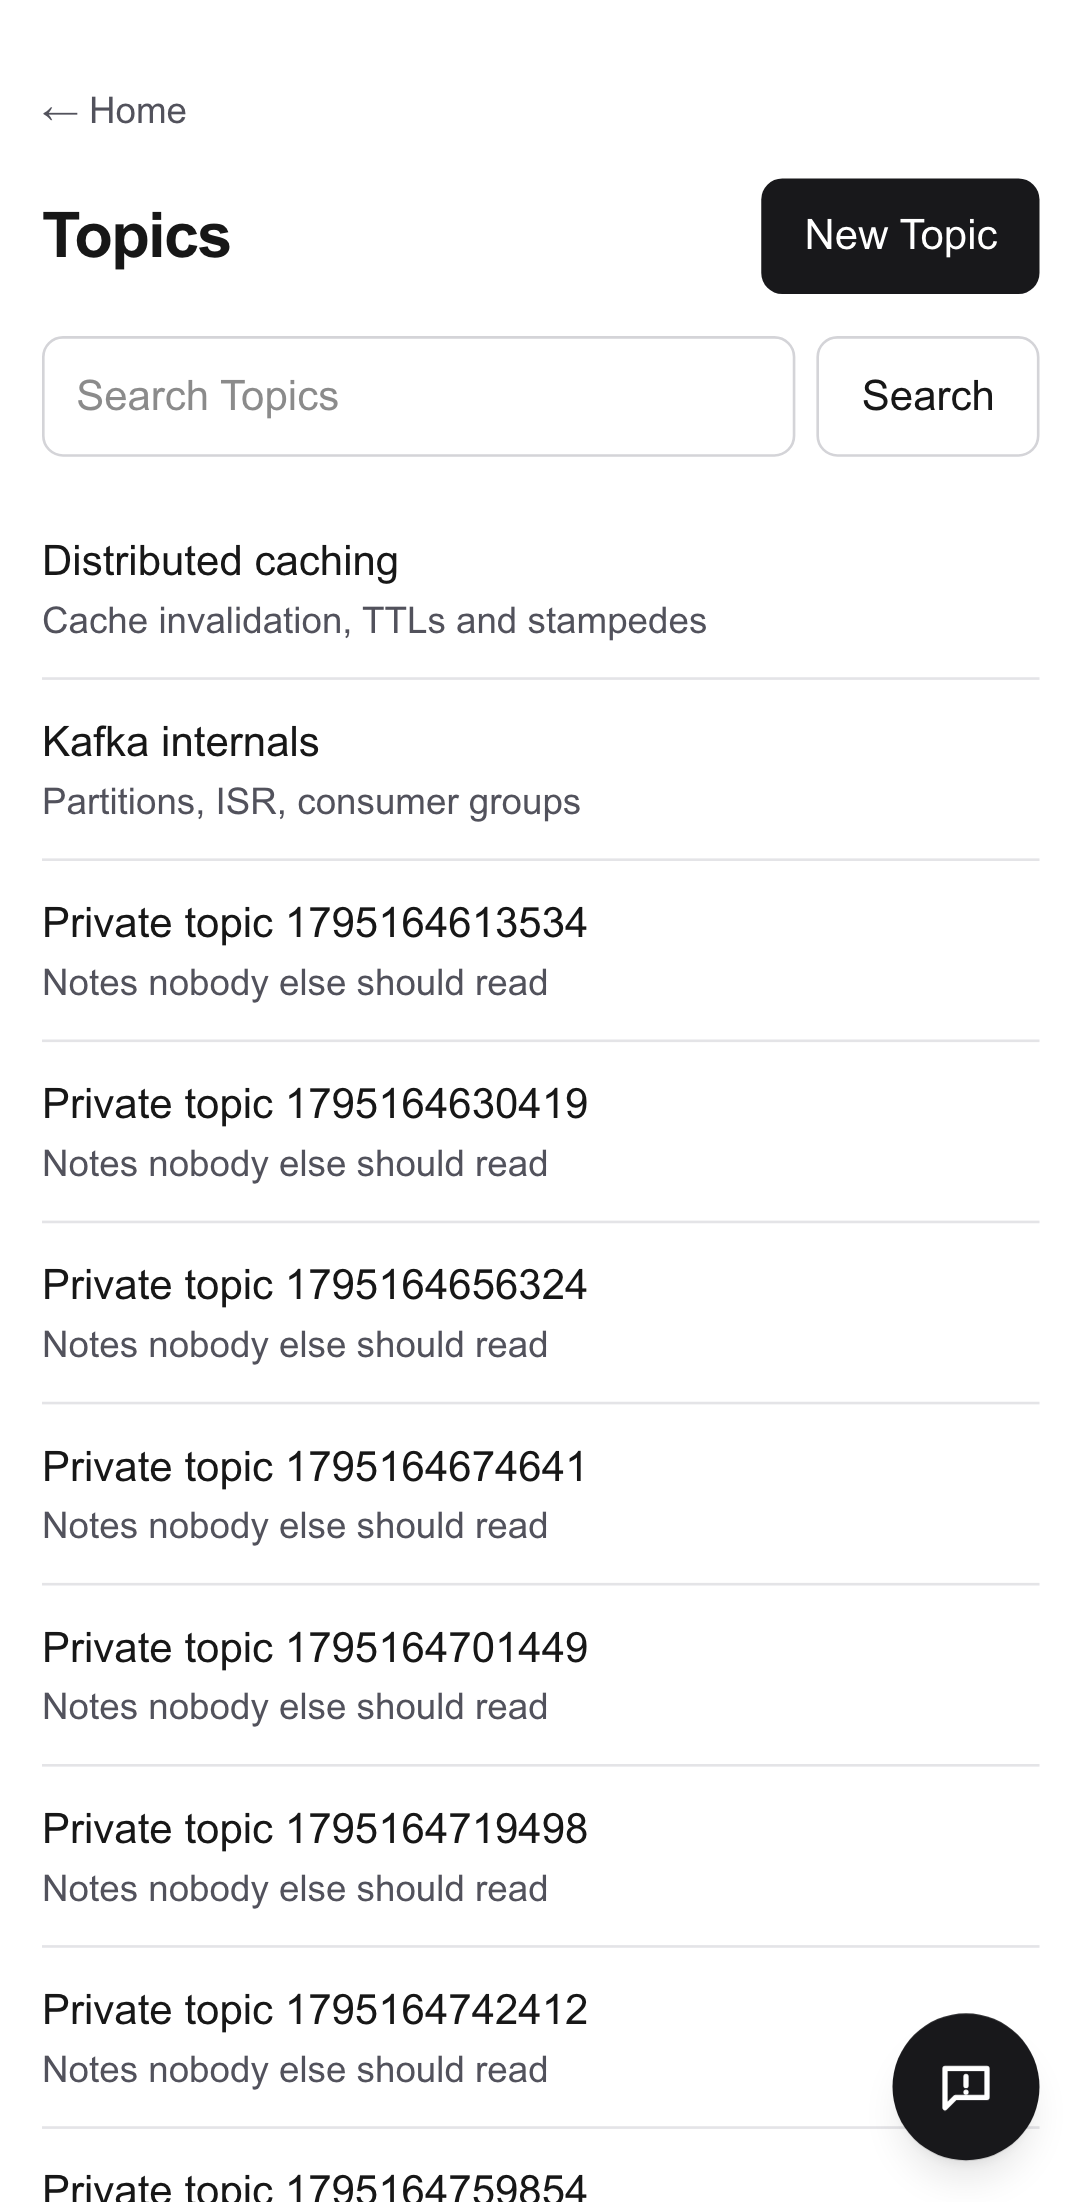 ← Home
Topics
New Topic
Search Topics
Search
Distributed caching
Cache invalidation, TTLs and stampedes
Kafka internals
Partitions, ISR, consumer groups
Private topic 1795164613534
Notes nobody else should read
Private topic 1795164630419
Notes nobody else should read
Private topic 1795164656324
Notes nobody else should read
Private topic 1795164674641
Notes nobody else should read
Private topic 1795164701449
Notes nobody else should read
Private topic 1795164719498
Notes nobody else should read
Private topic 1795164742412
Notes nobody else should read
Private topic 1795164759854